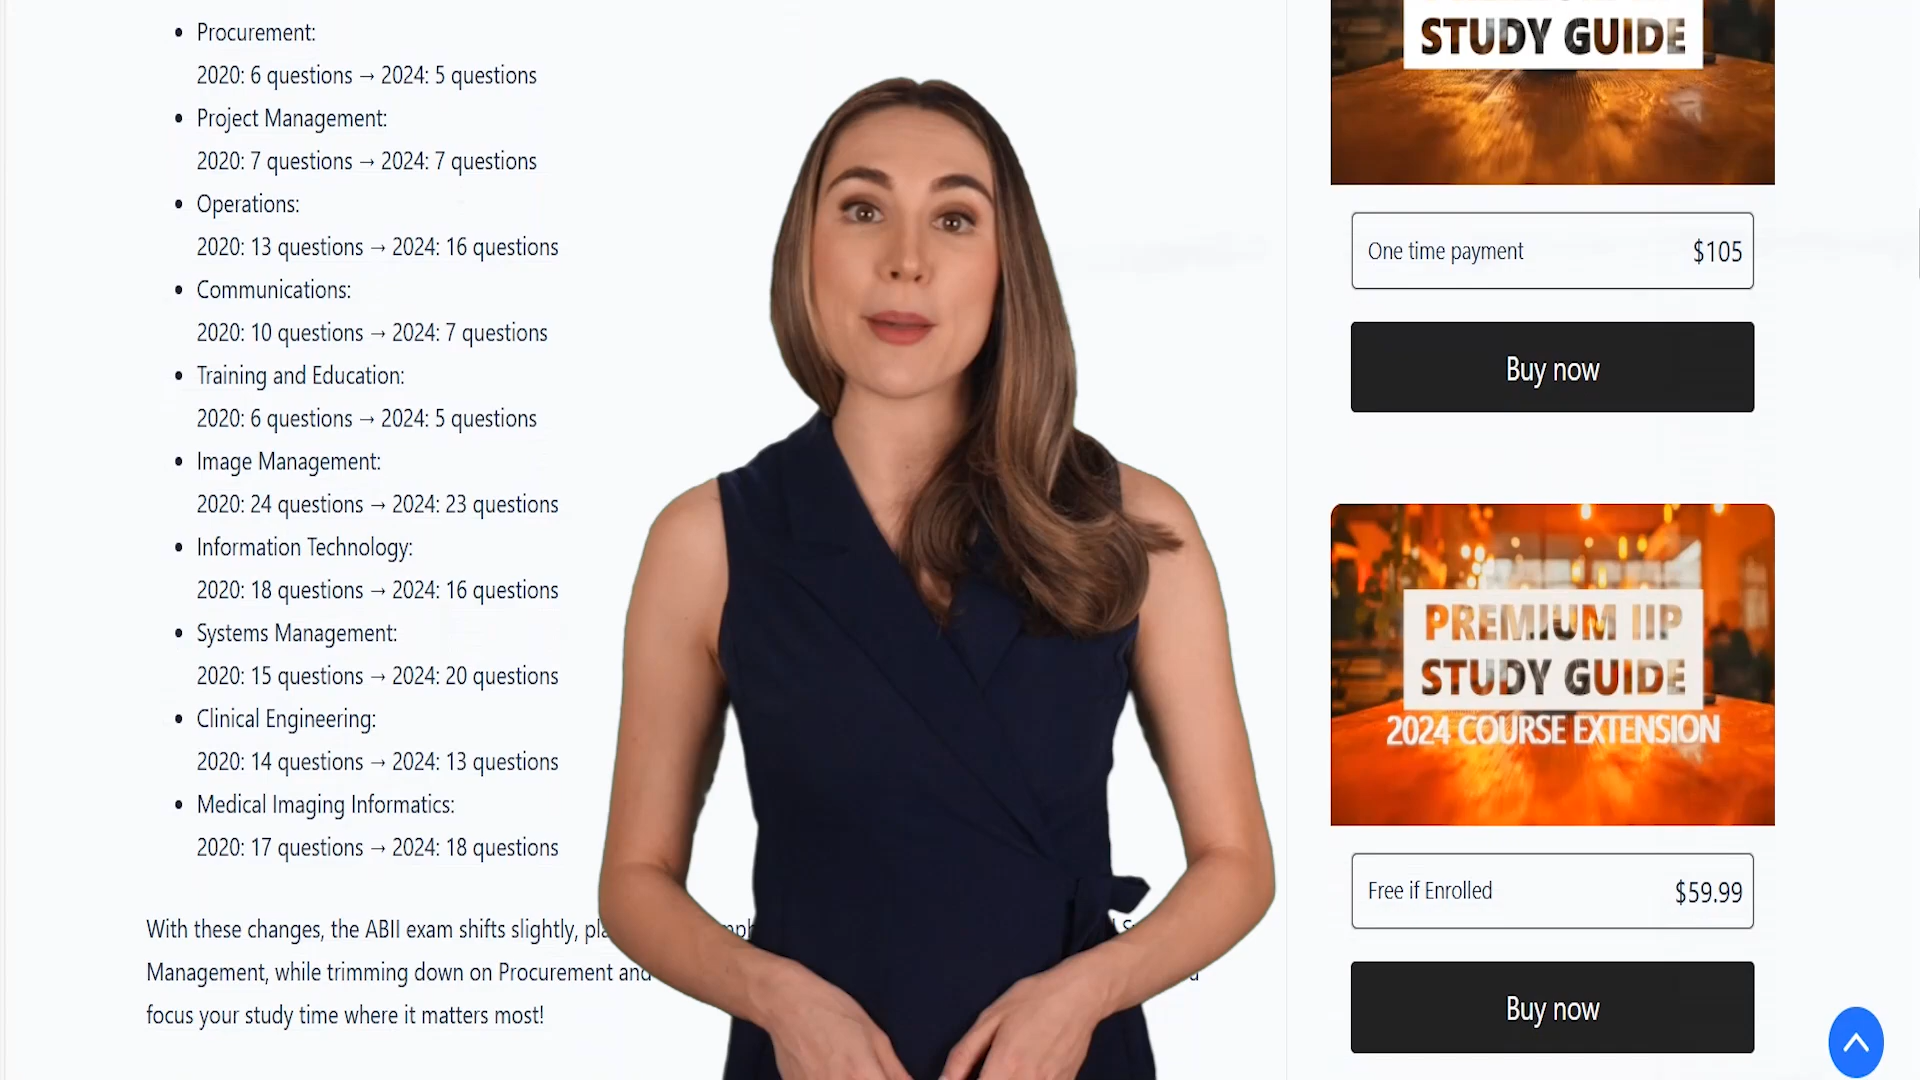 Procurement:
2020: 6 questions → 2024: 5 questions
Project Management:
2020: 7 questions → 2024: 7 questions
Operations:
2020: 13 questions → 2024: 16 questions
Communications:
2020: 10 questions → 2024: 7 questions
Training and Education:
2020: 6 questions → 2024: 5 questions
Image Management:
2020: 24 questions → 2024: 23 questions
Information Technology:
2020: 18 questions → 2024: 16 questions
Systems Management:
2020: 15 questions → 2024: 20 questions
Clinical Engineering:
2020: 14 questions → 2024: 13 questions
Medical Imaging Informatics:
2020: 17 questions → 2024: 18 questions
With these changes, the ABII exam shifts slightly,
Management, while trimming down on Procurement and
focus your study time where it matters most!
STUDY GUIDE
One time payment $105
Buy now
PREMIUM IIP
STUDY GUIDE
2024 COURSE EXTENSION
Free if Enrolled $59.99
Buy now